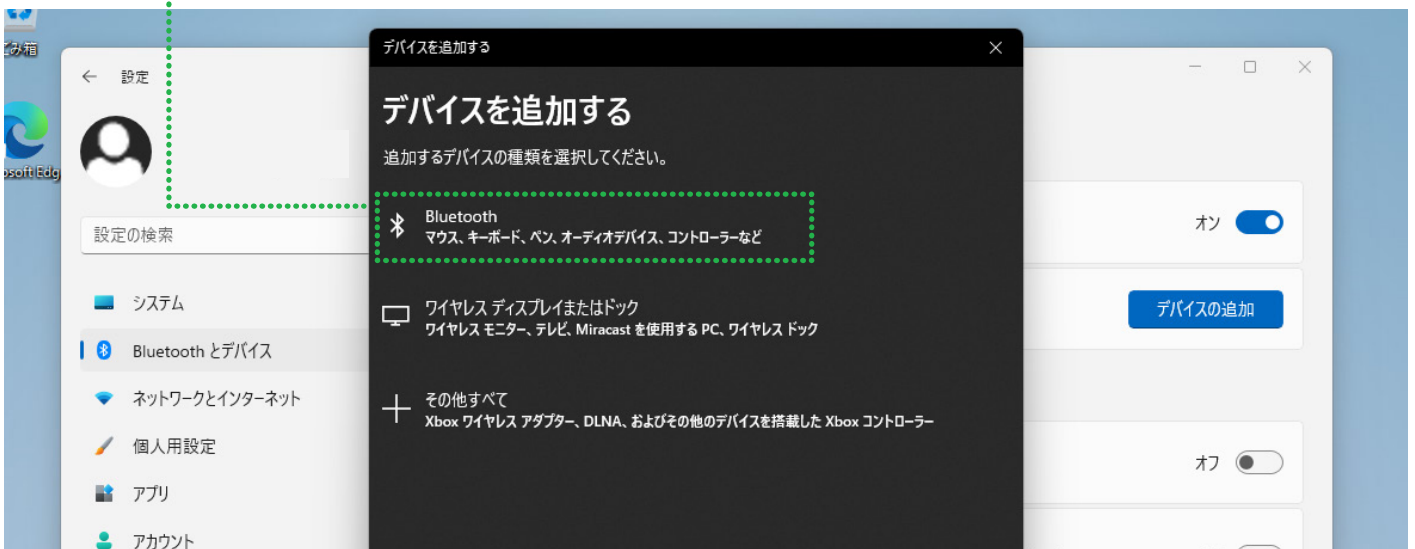 ごみ箱
設定
osoft Edg
設定の検索
システム
Bluetooth とデバイス
ネットワークとインターネット
個人用設定
アプリ
アカウント
デバイスを追加する
デバイスを追加する
追加するデバイスの種類を選択してください。
Bluetooth
マウス、キーボード、ペン、オーディオデバイス、コントローラーなど
ワイヤレス ディスプレイまたはドック
ワイヤレス モニター、テレビ、Miracast を使用する PC、ワイヤレス ドック
その他すべて
Xbox ワイヤレス アダプター、DLNA、およびその他のデバイスを搭載した Xbox コントローラー
オン
デバイスの追加
オフ